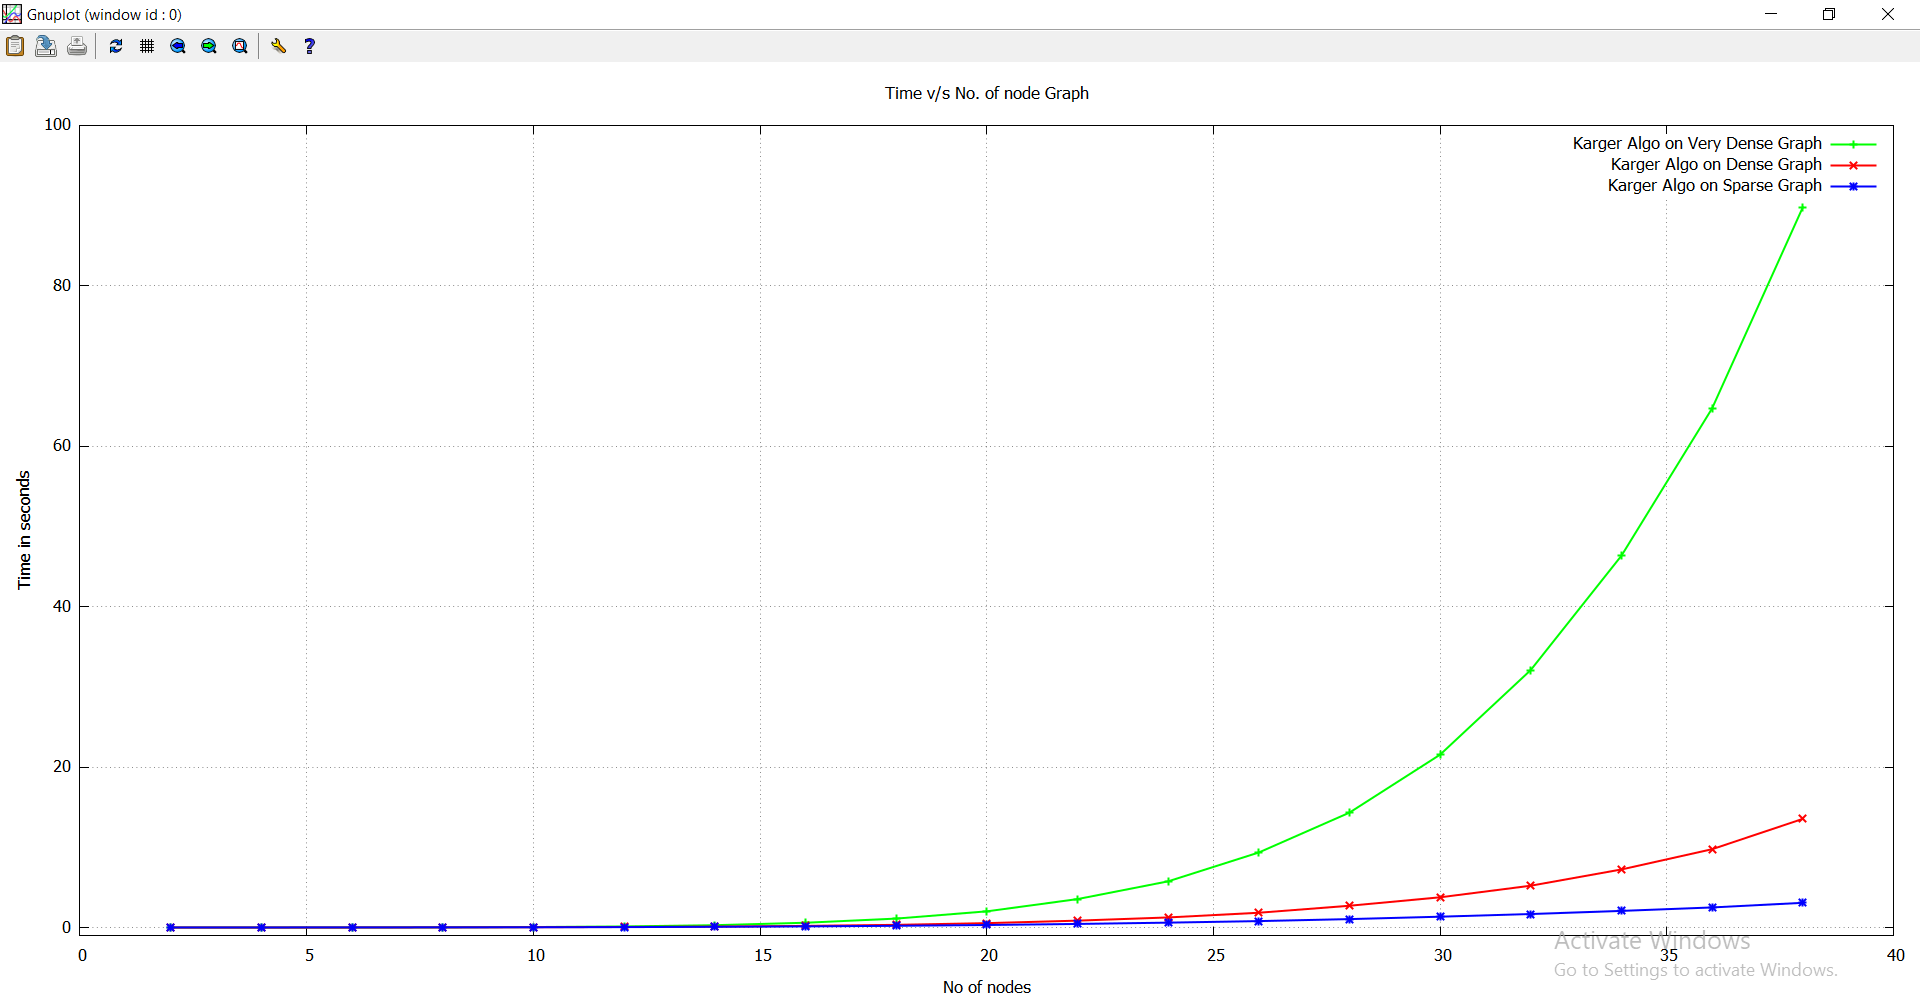 Gnuplot (window id : 0)
?
Time v/s No. of node Graph
Karger Algo on Very Dense Graph
Karger Algo on Dense Graph
Karger Algo on Sparse Graph
100
80
60
40
20
0
Time in seconds
0 5 10 15 20 25 30 35 40
No of nodes
Activate Windows
Go to Settings to activate Windows.